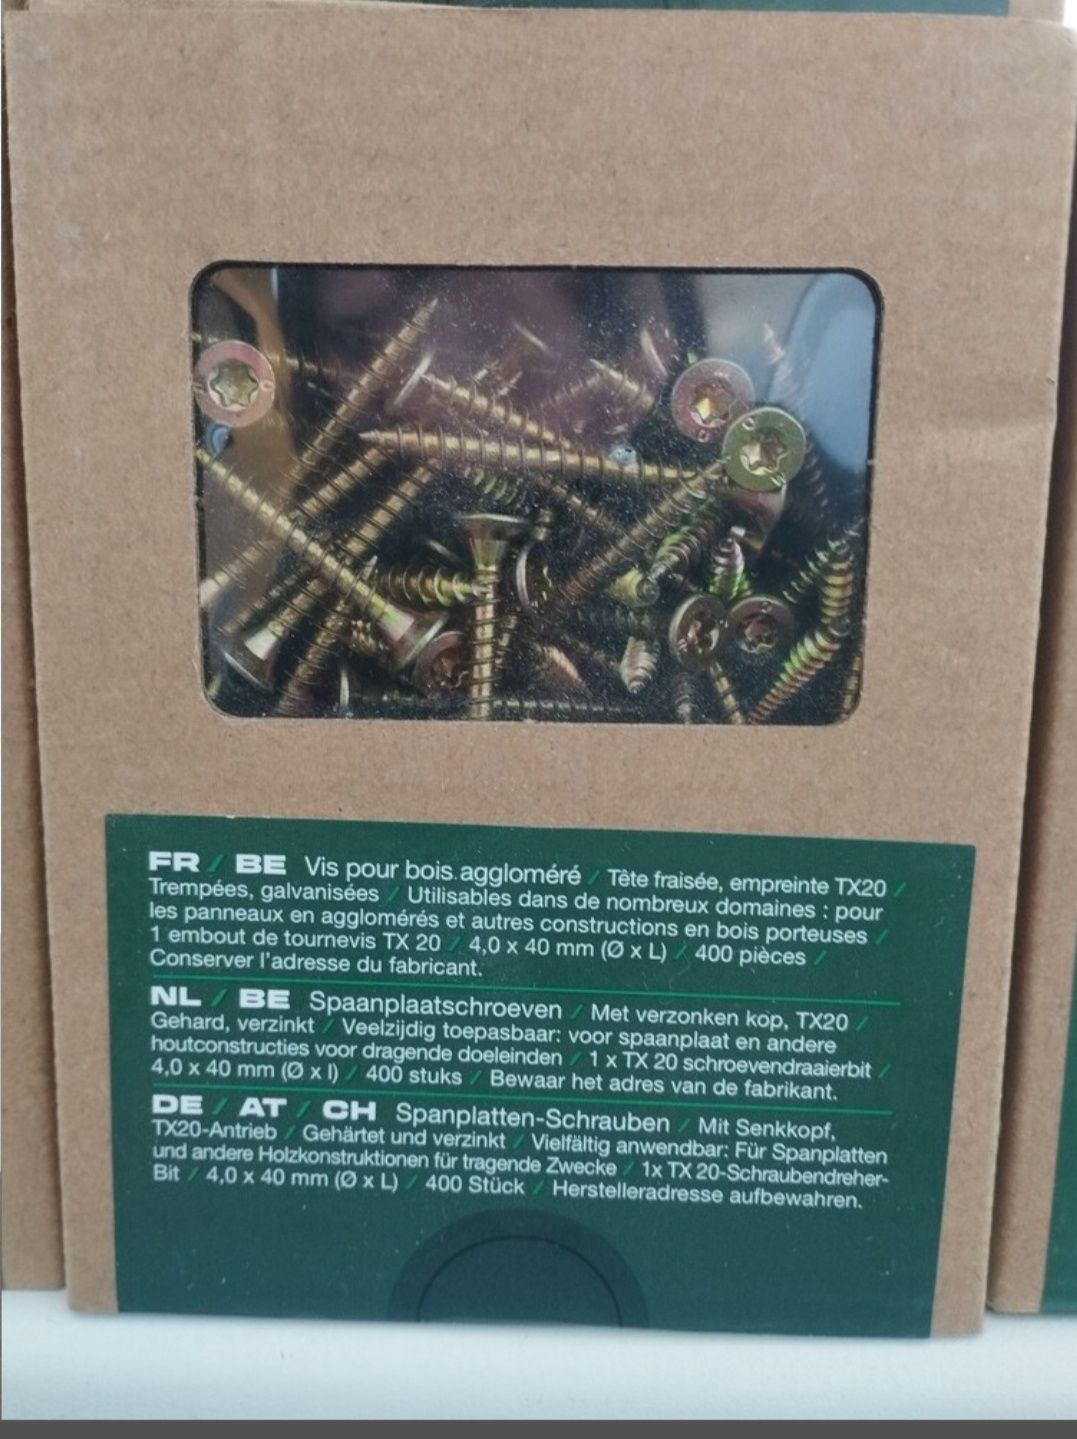 FR / BE Vis pour bois aggloméré / Tête fraisée, empreinte TX20 /
Trempées, galvanisées / Utilisables dans de nombreux domaines : pour
les panneaux en agglomérés et autres constructions en bois porteuses /
1 embout de tournevis TX 20 / 4,0 x 40 mm (Ø x L) / 400 pièces /
Conserver l'adresse du fabricant.
NL / BE Spaanplaatschroeven / Met verzonken kop, TX20 /
Gehard, verzinkt / Veelzijdig toepasbaar: voor spaanplaat en andere
houtconstructies voor dragende doeleinden / 1 x TX 20 schroevendraaierbit /
4,0 x 40 mm (Ø x l) / 400 stuks / Bewaar het adres van de fabrikant.
DE / AT / CH Spanplatten-Schrauben / Mit Senkkopf,
TX20-Antrieb / Gehärtet und verzinkt / Vielfältig anwendbar: Für Spanplatten
und andere Holzkonstruktionen für tragende Zwecke / 1x TX 20-Schraubendreher-
Bit / 4,0 x 40 mm (Ø x L) / 400 Stück / Herstelleradresse aufbewahren.